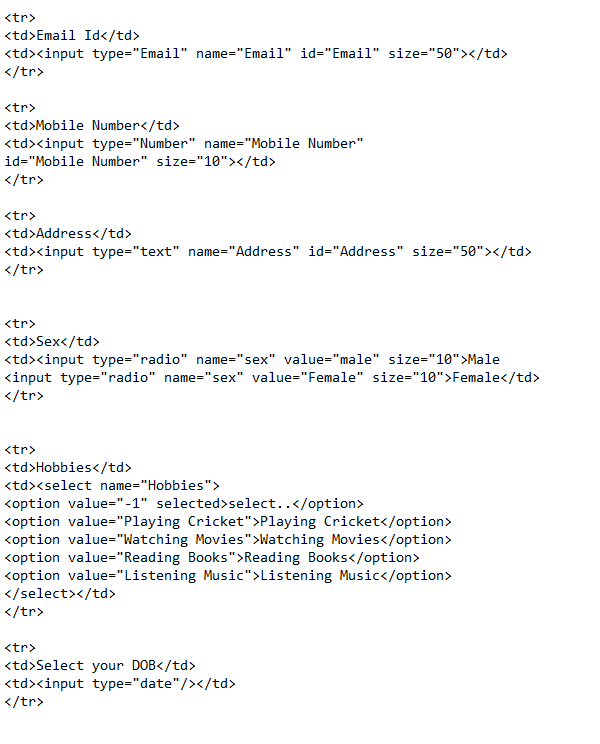 <tr>
<td>Email Id</td>
<td><input type="Email" name="Email" id="Email" size="50"></td>
</tr>
<tr>
<td>Mobile Number</td>
<td><input type="Number" name="Mobile Number"
id="Mobile Number" size="10"></td>
</tr>
<tr>
<td>Address</td>
<td><input type="text" name="Address" id="Address" size="50"></td>
</tr>
<tr>
<td>Sex</td>
<td><input type="radio" name="sex" value="male" size="10">Male
<input type="radio" name="sex" value="Female" size="10">Female</td>
</tr>
<tr>
<td>Hobbies</td>
<td><select name="Hobbies">
<option value="-1" selected>select..</option>
<option value="Playing Cricket">Playing Cricket</option>
<option value="Watching Movies">Watching Movies</option>
<option value="Reading Books">Reading Books</option>
<option value="Listening Music">Listening Music</option>
</select></td>
</tr>
<tr>
<td>Select your DOB</td>
<td><input type="date"/></td>
</tr>